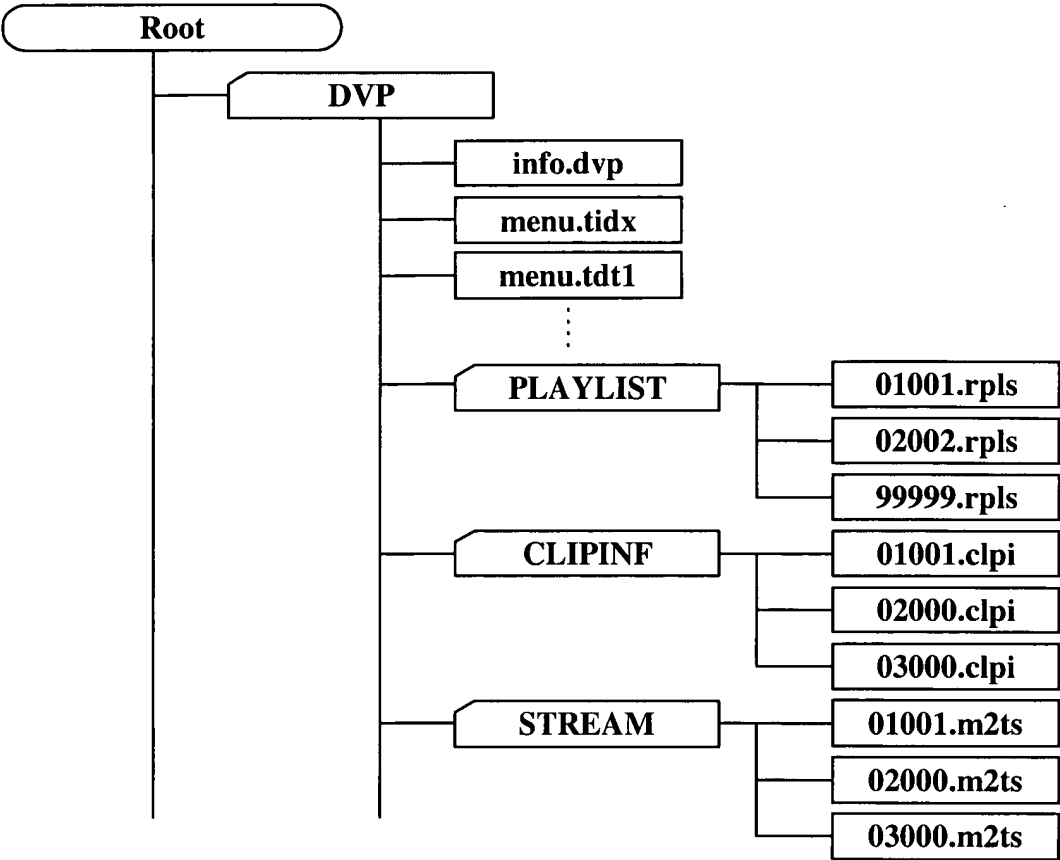 Root
DVP
info.dvp
menu.tidx
menu.tdt1
PLAYLIST
01001.rpls
02002.rpls
99999.rpls
CLIPINF
01001.clpi
02000.clpi
03000.clpi
STREAM
01001.m2ts
02000.m2ts
03000.m2ts